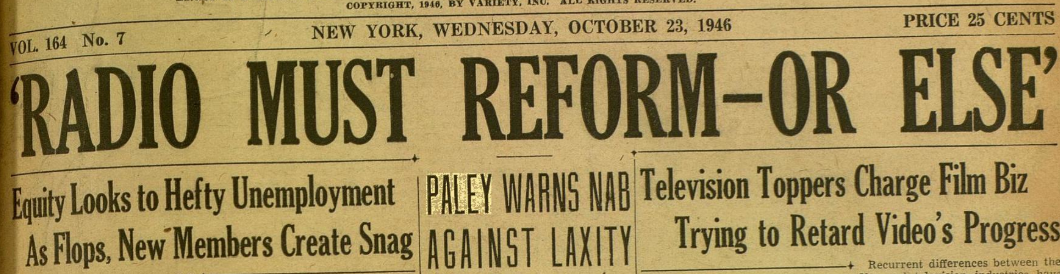 COPYRIGHT, 1946, BY VARIETY, INC. ALL RIGHTS RESERVED.
VOL. 164 No. 7 NEW YORK, WEDNESDAY, OCTOBER 23, 1946 PRICE 25 CENTS
'RADIO MUST REFORM—OR ELSE'
Equity Looks to Hefty Unemployment
As Flops, New Members Create Snag
PALEY WARNS NAB
AGAINST LAXITY
Television Toppers Charge Film Biz
Trying to Retard Video's Progress
Recurrent differences between the